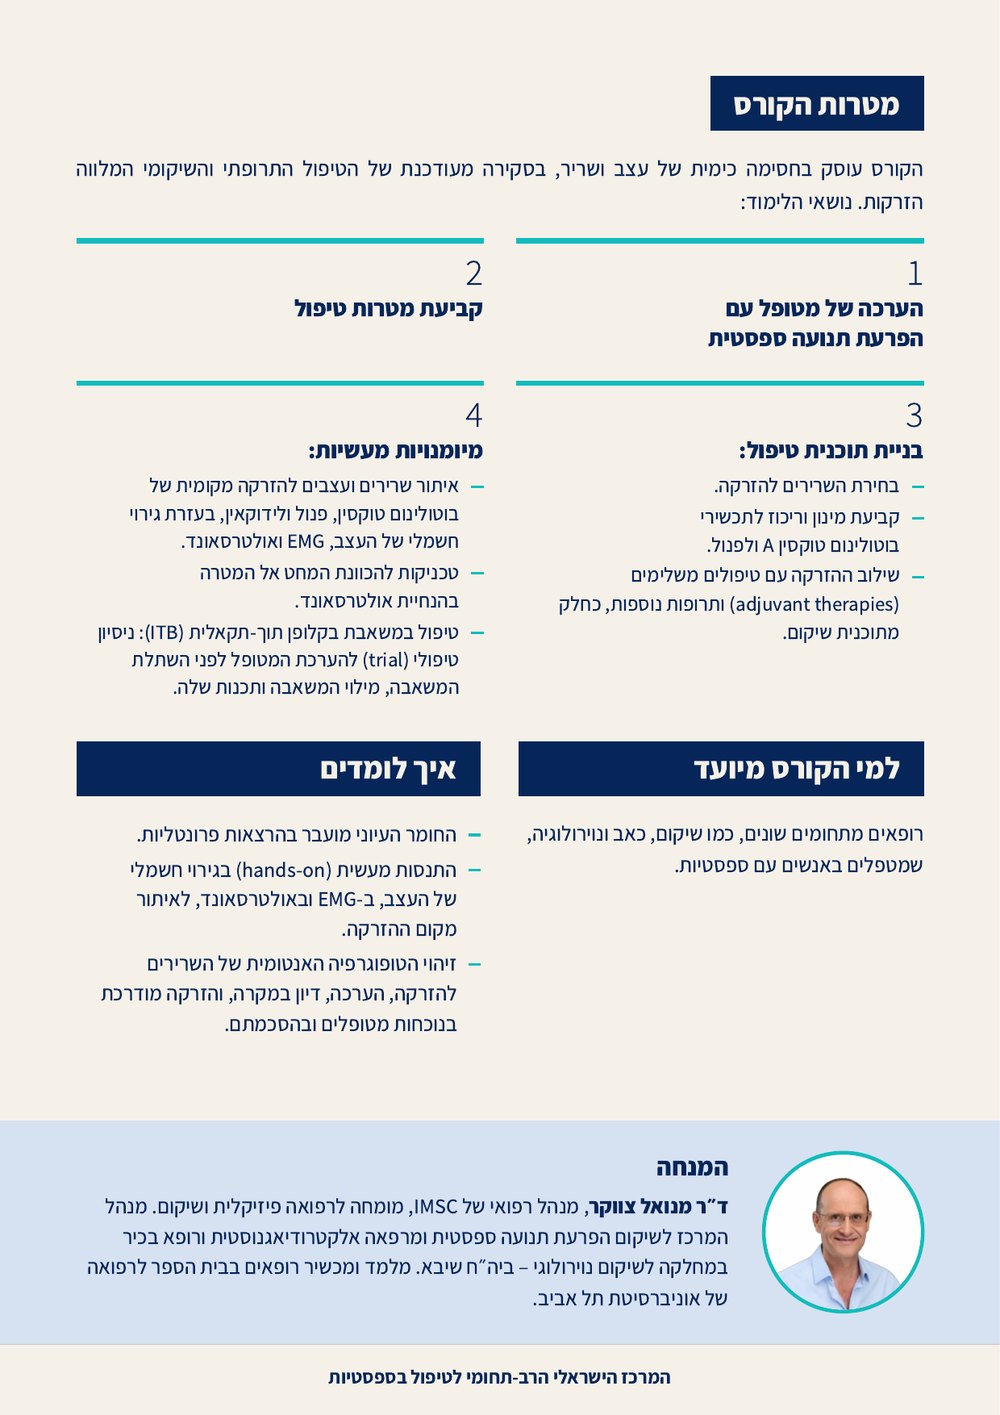 מטרות הקורס
הקורס עוסק בחסימה כימית של עצב ושריר, בסקירה מעודכנת של הטיפול התרופתי והשיקומי המלווה
הזרקות. נושאי הלימוד:
1
הערכה של מטופל עם
הפרעת תנועה ספסטית
2
קביעת מטרות טיפול
3
בניית תוכנית טיפול:
– בחירת השרירים להזרקה.
– קביעת מינון וריכוז לתכשירי
בוטולינום טוקסין A ולפנול.
– שילוב ההזרקה עם טיפולים משלימים
(adjuvant therapies) ותרופות נוספות, כחלק
מתוכנית שיקום.
4
מיומנויות מעשיות:
– איתור שרירים ועצבים להזרקה מקומית של
בוטולינום טוקסין, פנול ולידוקאין, בעזרת גירוי
חשמלי של העצב, EMG ואולטרסאונד.
– טכניקות להכוונת המחט אל המטרה
בהנחיית אולטרסאונד.
– טיפול במשאבת בקלופן תוך-תקאלית (ITB): ניסיון
טיפולי (trial) להערכת המטופל לפני השתלת
המשאבה, מילוי המשאבה ותכנות שלה.
למי הקורס מיועד
רופאים מתחומים שונים, כמו שיקום, כאב ונוירולוגיה,
שמטפלים באנשים עם ספסטיות.
איך לומדים
– החומר העיוני מועבר בהרצאות פרונטליות.
– התנסות מעשית (hands-on) בגירוי חשמלי
של העצב, ב-EMG ובאולטרסאונד, לאיתור
מקום ההזרקה.
– זיהוי הטופוגרפיה האנטומית של השרירים
להזרקה, הערכה, דיון במקרה, והזרקה מודרכת
בנוכחות מטופלים ובהסכמתם.
המנחה
ד״ר מנואל צווקר, מנהל רפואי של IMSC, מומחה לרפואה פיזיקלית ושיקום. מנהל
המרכז לשיקום הפרעת תנועה ספסטית ומרפאה אלקטרודיאגנוסטית ורופא בכיר
במחלקה לשיקום נוירולוגי – ביה״ח שיבא. מלמד ומכשיר רופאים בבית הספר לרפואה
של אוניברסיטת תל אביב.
המרכז הישראלי הרב-תחומי לטיפול בספסטיות